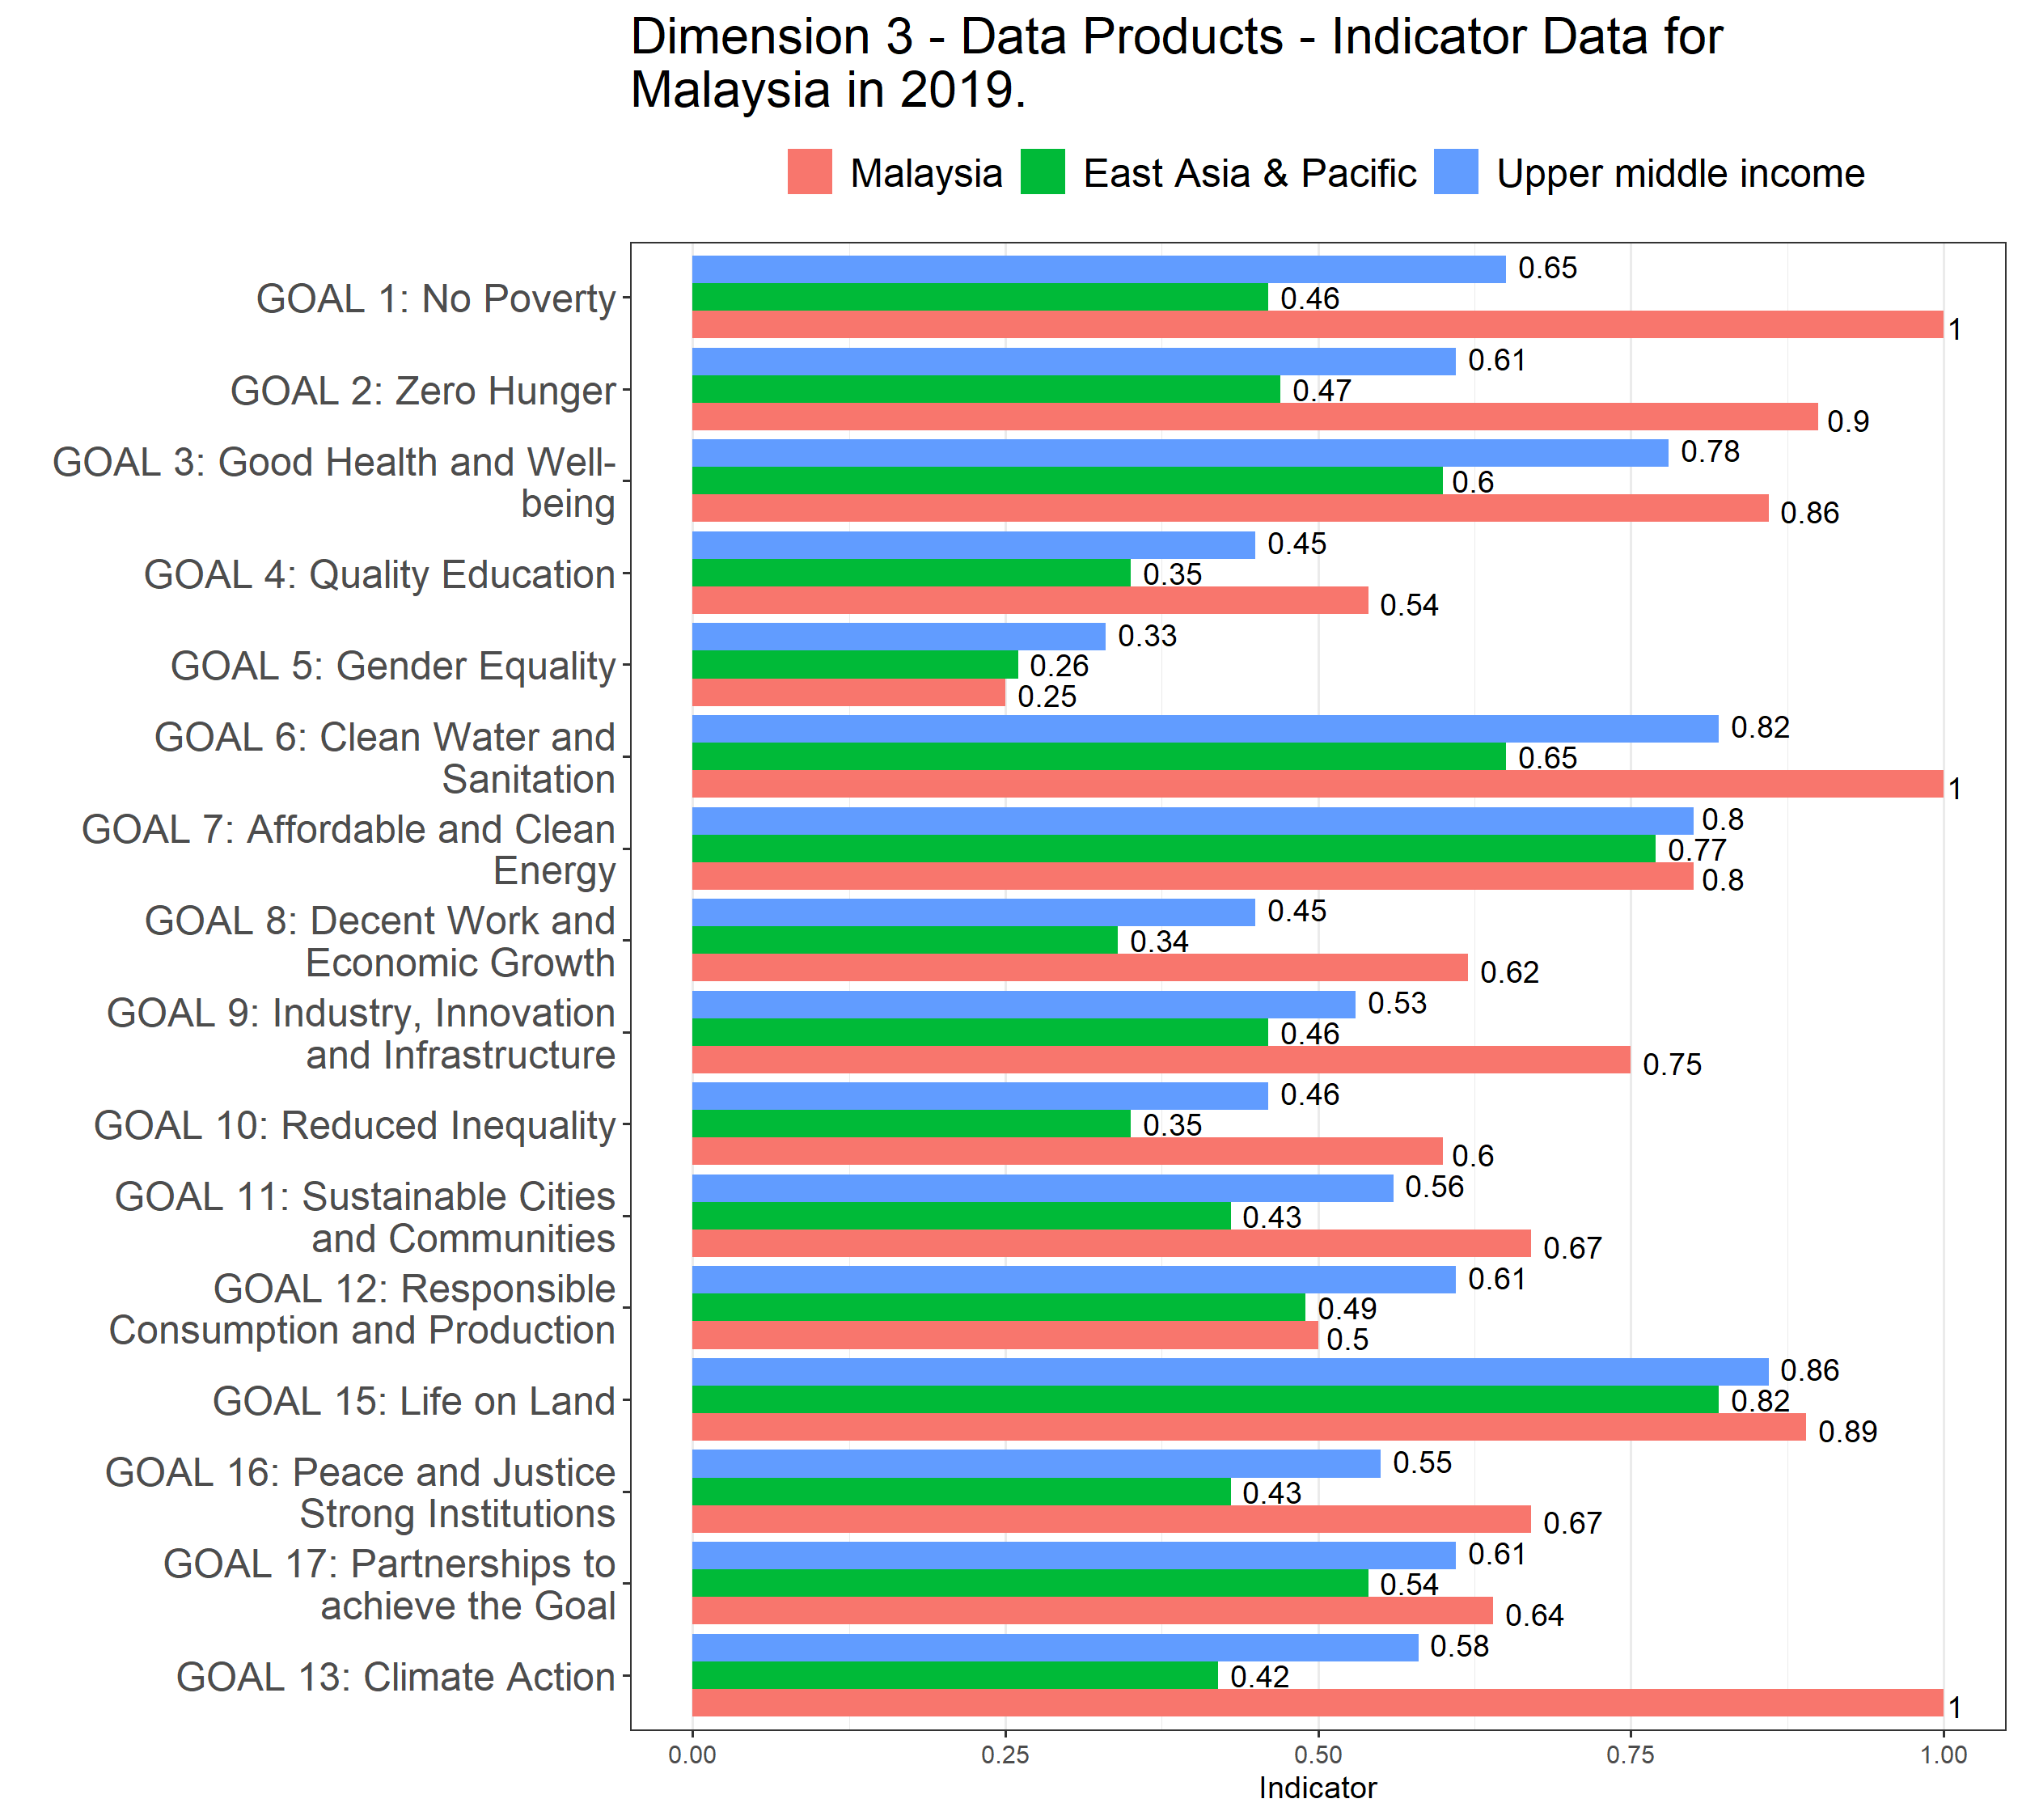 Dimension 3 - Data Products - Indicator Data for
Malaysia in 2019.
Malaysia East Asia & Pacific Upper middle income
GOAL 1: No Poverty
0.65
0.46
1
GOAL 2: Zero Hunger
0.61
0.47
0.9
GOAL 3: Good Health and Well-
being
0.78
0.6
0.86
GOAL 4: Quality Education
0.45
0.35
0.54
GOAL 5: Gender Equality
0.33
0.26
0.25
GOAL 6: Clean Water and
Sanitation
0.82
0.65
1
GOAL 7: Affordable and Clean
Energy
0.8
0.77
0.8
GOAL 8: Decent Work and
Economic Growth
0.45
0.34
0.62
GOAL 9: Industry, Innovation
and Infrastructure
0.53
0.46
0.75
GOAL 10: Reduced Inequality
0.46
0.35
0.6
GOAL 11: Sustainable Cities
and Communities
0.56
0.43
0.67
GOAL 12: Responsible
Consumption and Production
0.61
0.49
0.5
GOAL 15: Life on Land
0.86
0.82
0.89
GOAL 16: Peace and Justice
Strong Institutions
0.55
0.43
0.67
GOAL 17: Partnerships to
achieve the Goal
0.61
0.54
0.64
GOAL 13: Climate Action
0.58
0.42
1
0.00 0.25 0.50 0.75 1.00
Indicator